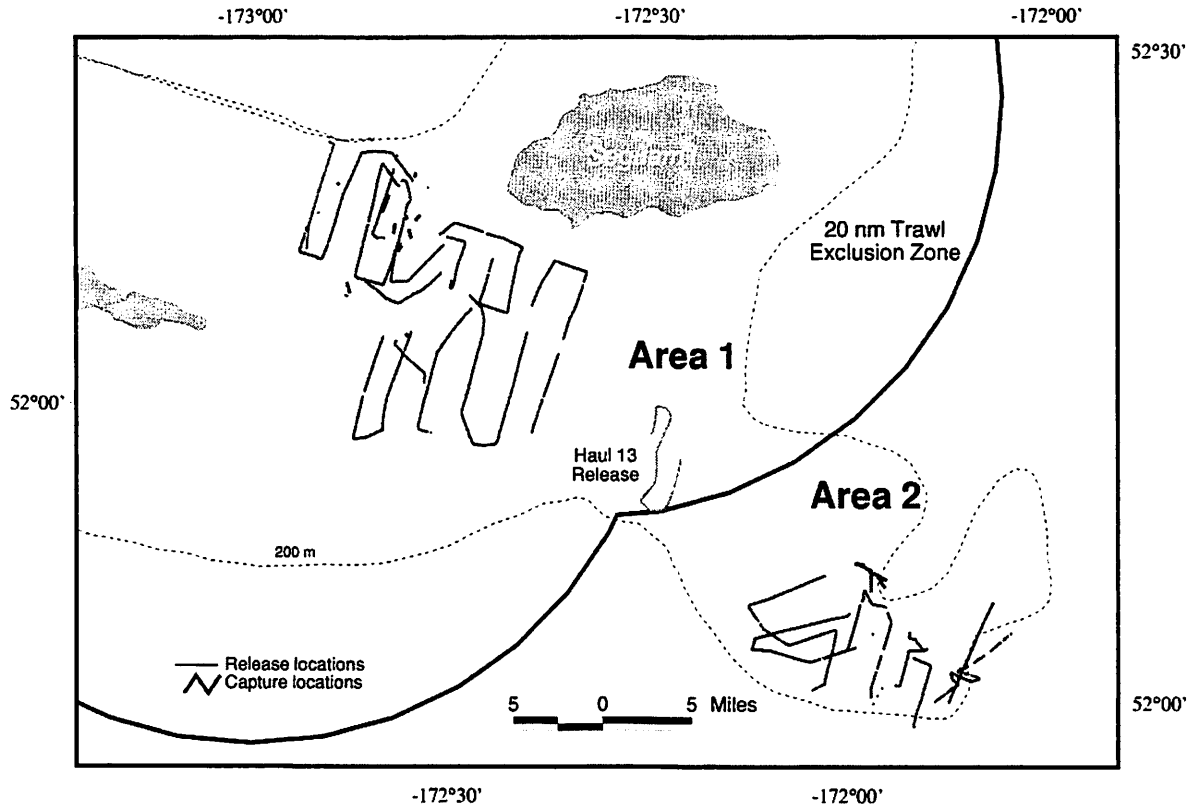 -173°00'
-172°30'
-172°00'
52°30'
Seguam
20 nm Trawl
Exclusion Zone
Area 1
52°00'
Haul 13
Release
Area 2
200 m
Release locations
Capture locations
5 0 5 Miles
52°00'
-172°30'
-172°00'